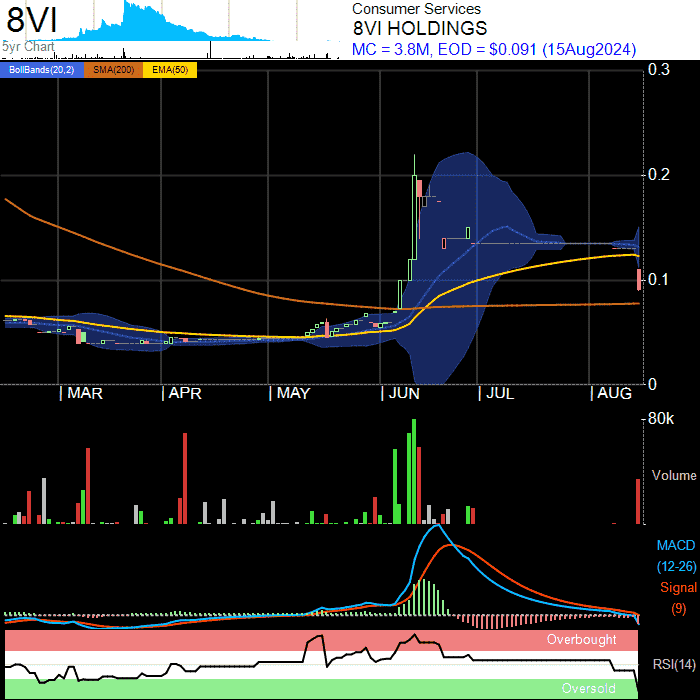 8VI
5yr Chart
Consumer Services
8VI HOLDINGS
MC = 3.8M, EOD = $0.091 (15Aug2024)
BollBands(20,2) SMA(200) EMA(50)
0.3
0.2
0.1
0
MAR APR MAY JUN JUL AUG
80k
Volume
MACD
(12-26)
Signal
(9)
Overbought
RSI(14)
Oversold